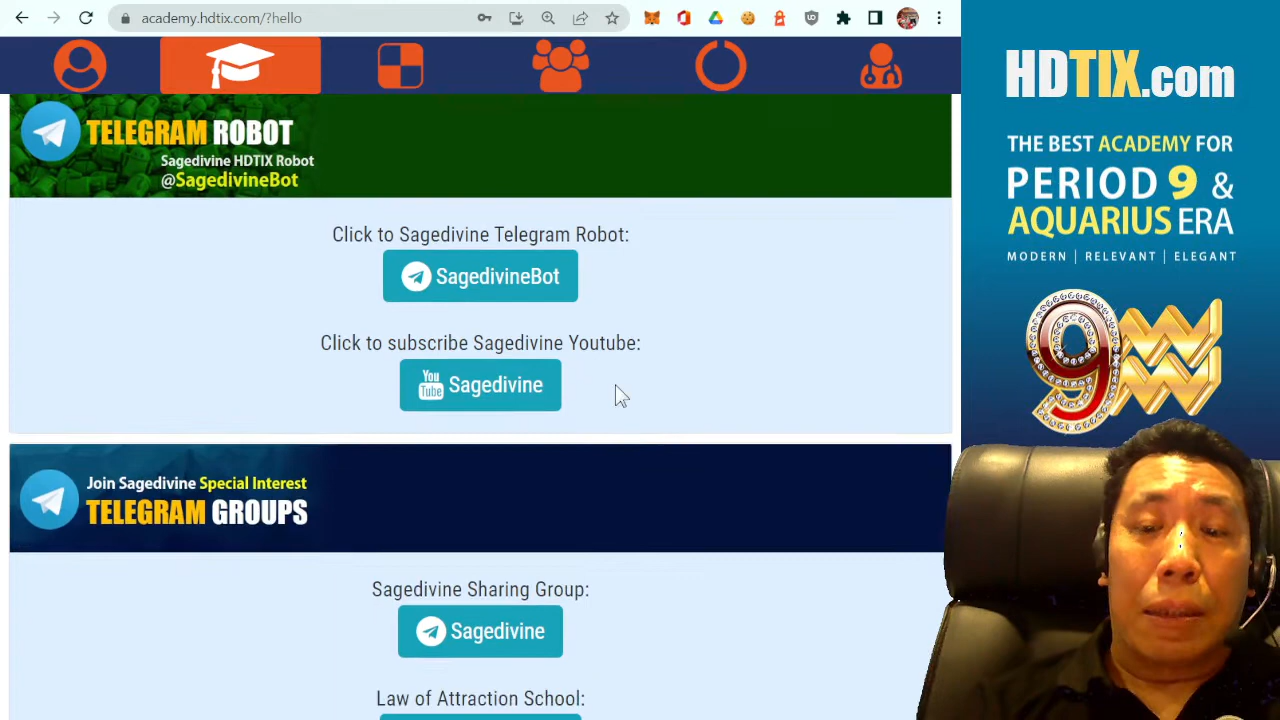 academy.hdtix.com/?hello
TELEGRAM ROBOT
Sagedivine HDTIX Robot
@SagedivineBot
Click to Sagedivine Telegram Robot:
SagedivineBot
Click to subscribe Sagedivine Youtube:
You
Tube
Sagedivine
Join Sagedivine Special Interest
TELEGRAM GROUPS
Sagedivine Sharing Group:
Sagedivine
Law of Attraction School:
HDTIX.com
THE BEST ACADEMY FOR
PERIOD 9 &
AQUARIUS ERA
MODERN | RELEVANT | ELEGANT
9